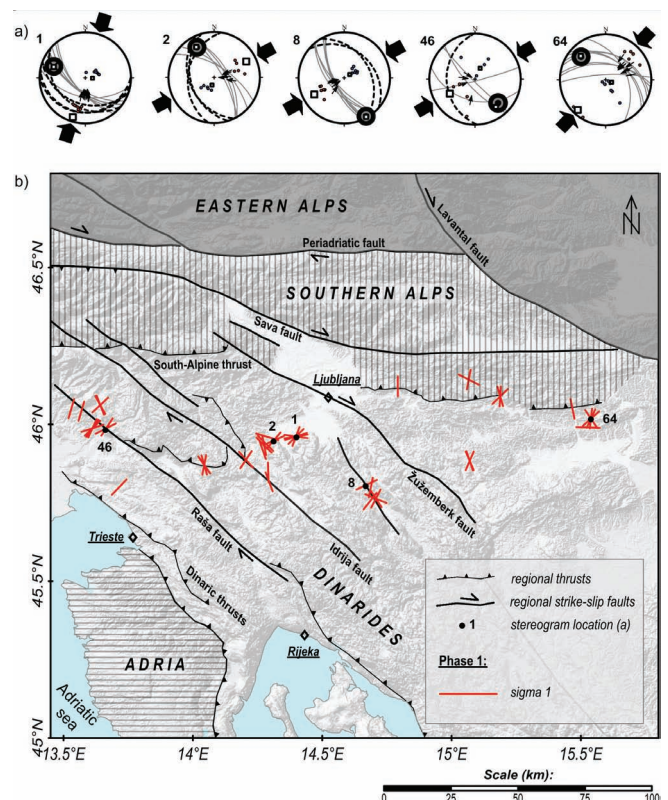 a)
1
2
8
46
64
N
N
N
N
N
b)
EASTERN ALPS
Lavantal fault
N
Periadriatic fault
46.5°N
SOUTHERN ALPS
Sava fault
South-Alpine thrust
Ljubljana
46°N
2
1
64
46
8
Žužemberk fault
Raša fault
Idrija fault
Trieste
Dinaric thrusts
DINARIDES
45.5°N
ADRIA
Rijeka
Adriatic
sea
regional thrusts
regional strike-slip faults
1 stereogram location (a)
Phase 1:
sigma 1
45°N
13.5°E
14°E
14.5°E
15°E
15.5°E
Scale (km):
0
25
50
75
100